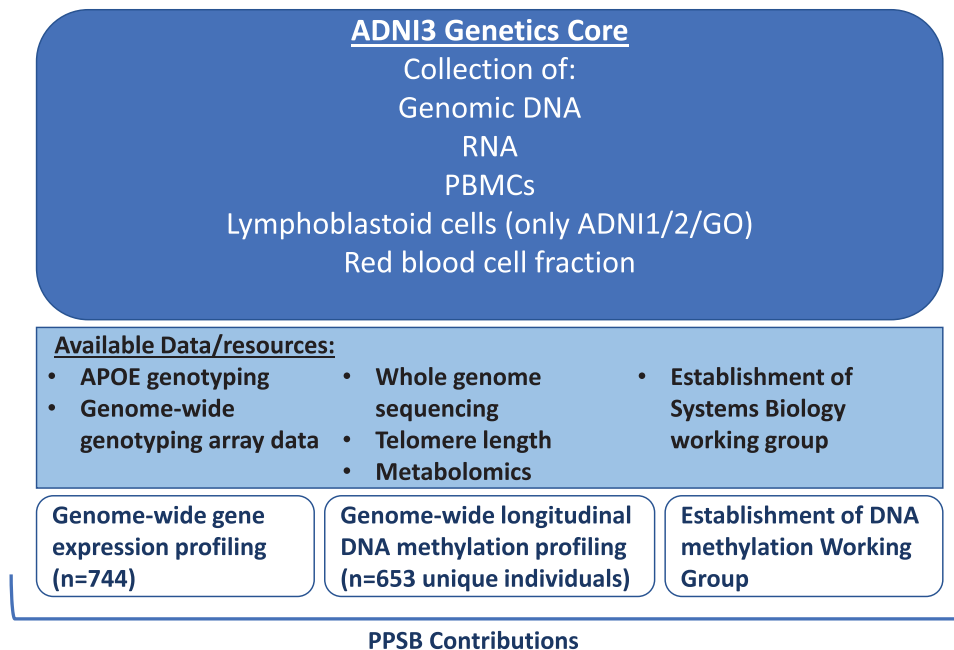 ADNI3 Genetics Core
Collection of:
Genomic DNA
RNA
PBMCs
Lymphoblastoid cells (only ADNI1/2/GO)
Red blood cell fraction
Available Data/resources:
• APOE genotyping
• Genome-wide
genotyping array data
• Whole genome
sequencing
• Telomere length
• Metabolomics
• Establishment of
Systems Biology
working group
Genome-wide gene
expression profiling
(n=744)
Genome-wide longitudinal
DNA methylation profiling
(n=653 unique individuals)
Establishment of DNA
methylation Working
Group
PPSB Contributions